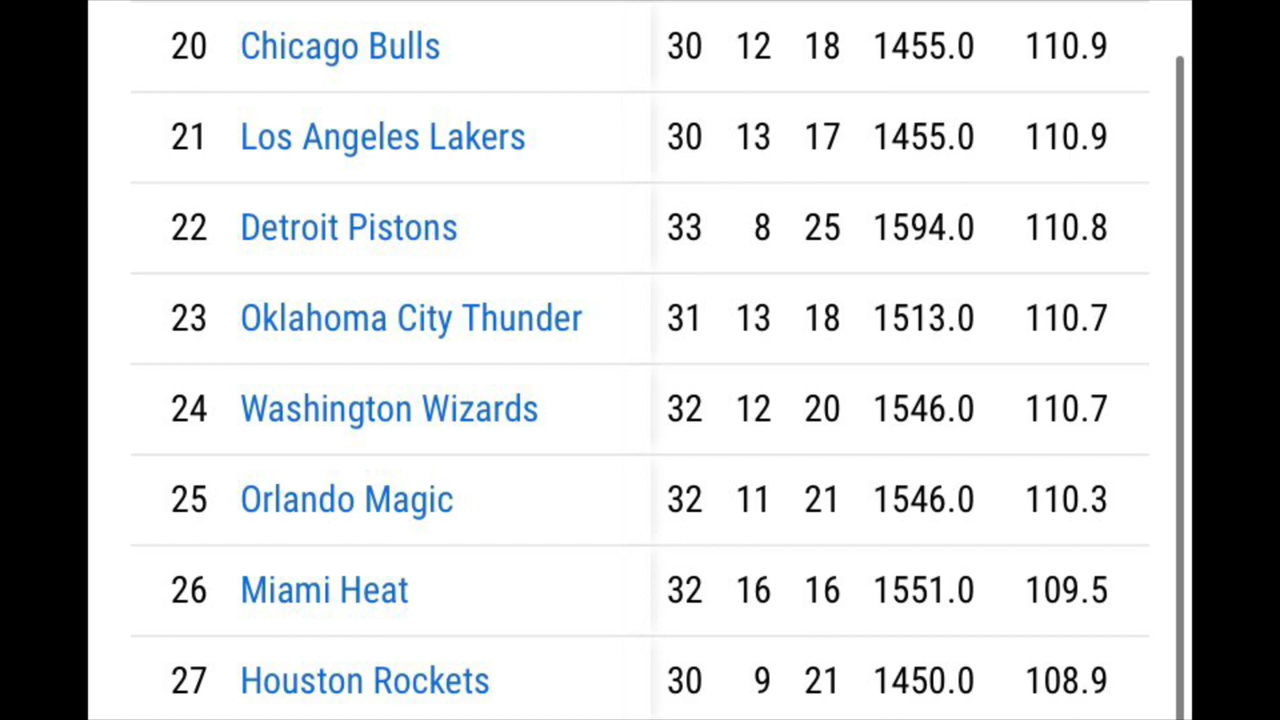 20 Chicago Bulls 30 12 18 1455.0 110.9
21 Los Angeles Lakers 30 13 17 1455.0 110.9
22 Detroit Pistons 33 8 25 1594.0 110.8
23 Oklahoma City Thunder 31 13 18 1513.0 110.7
24 Washington Wizards 32 12 20 1546.0 110.7
25 Orlando Magic 32 11 21 1546.0 110.3
26 Miami Heat 32 16 16 1551.0 109.5
27 Houston Rockets 30 9 21 1450.0 108.9